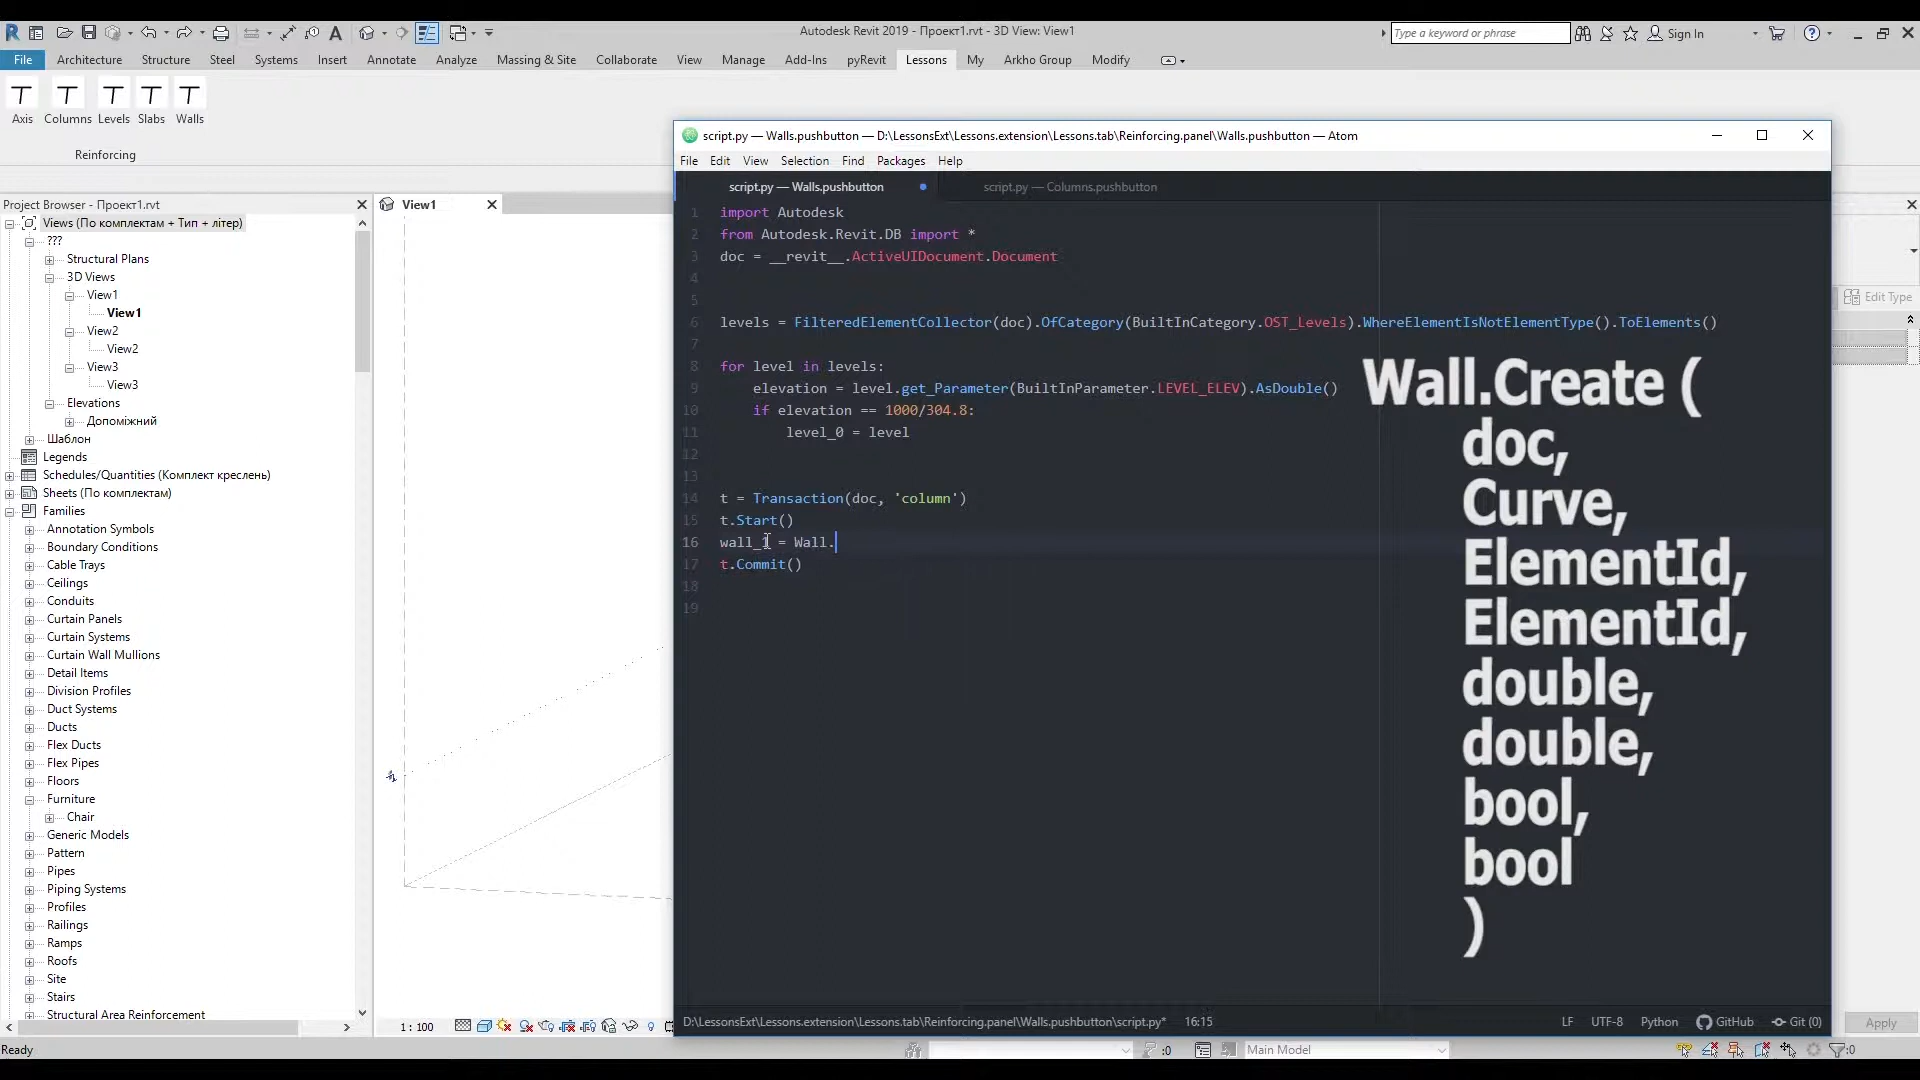 Autodesk Revit 2019 - Проект1.rvt - 3D View: View1
Type a keyword or phrase
Sign In
File Architecture Structure Steel Systems Insert Annotate Analyze Massing & Site Collaborate View Manage Add-Ins pyRevit Lessons My Arkho Group Modify
Axis Columns Levels Slabs Walls
Reinforcing
Project Browser - Проект1.rvt
Views (По комплектам + Тип + літер)
???
Structural Plans
3D Views
View1
View1
View2
View2
View3
View3
Elevations
Допоміжний
Шаблон
Legends
Schedules/Quantities (Комплект креслень)
Sheets (По комплектам)
Families
Annotation Symbols
Boundary Conditions
Cable Trays
Ceilings
Conduits
Curtain Panels
Curtain Systems
Curtain Wall Mullions
Detail Items
Division Profiles
Duct Systems
Ducts
Flex Ducts
Flex Pipes
Floors
Furniture
Chair
Generic Models
Pattern
Pipes
Piping Systems
Profiles
Railings
Ramps
Roofs
Site
Stairs
Structural Area Reinforcement
View1
1 : 100
script.py — Walls.pushbutton — D:\LessonsExt\Lessons.extension\Lessons.tab\Reinforcing.panel\Walls.pushbutton — Atom
File Edit View Selection Find Packages Help
script.py — Walls.pushbutton
script.py — Columns.pushbutton
1 import Autodesk
2 from Autodesk.Revit.DB import *
3 doc = __revit__.ActiveUIDocument.Document
4
5
6 levels = FilteredElementCollector(doc).OfCategory(BuiltInCategory.OST_Levels).WhereElementIsNotElementType().ToElements()
7
8 for level in levels:
9 elevation = level.get_Parameter(BuiltInParameter.LEVEL_ELEV).AsDouble()
10 if elevation == 1000/304.8:
11 level_0 = level
12
13
14 t = Transaction(doc, 'column')
15 t.Start()
16 wall_1 = Wall.
17 t.Commit()
18
19
Wall.Create (
doc,
Curve,
ElementId,
ElementId,
double,
double,
bool,
bool
)
D:\LessonsExt\Lessons.extension\Lessons.tab\Reinforcing.panel\Walls.pushbutton\script.py* 16:15
LF UTF-8 Python GitHub Git (0)
Edit Type
Apply
Ready
:0
Main Model
:0